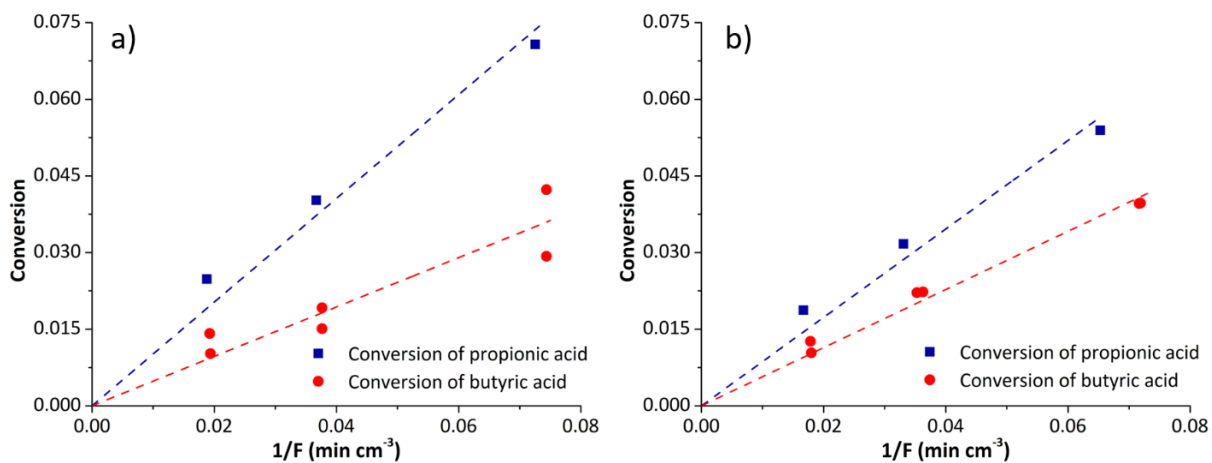 a)
0.075
0.060
0.045
0.030
0.015
0.000
Conversion
Conversion of propionic acid
Conversion of butyric acid
0.00 0.02 0.04 0.06 0.08
1/F (min cm⁻³)
b)
0.075
0.060
0.045
0.030
0.015
0.000
Conversion
Conversion of propionic acid
Conversion of butyric acid
0.00 0.02 0.04 0.06 0.08
1/F (min cm⁻³)